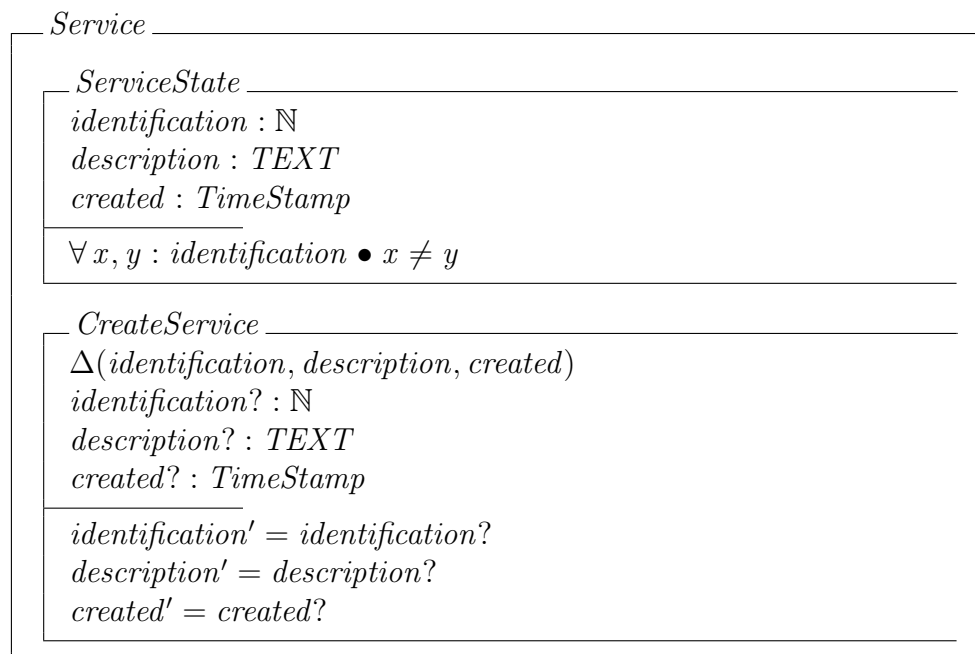 Service
ServiceState
identification : ℕ
description : TEXT
created : TimeStamp
∀ x, y : identification • x ≠ y
CreateService
Δ(identification, description, created)
identification? : ℕ
description? : TEXT
created? : TimeStamp
identification′ = identification?
description′ = description?
created′ = created?